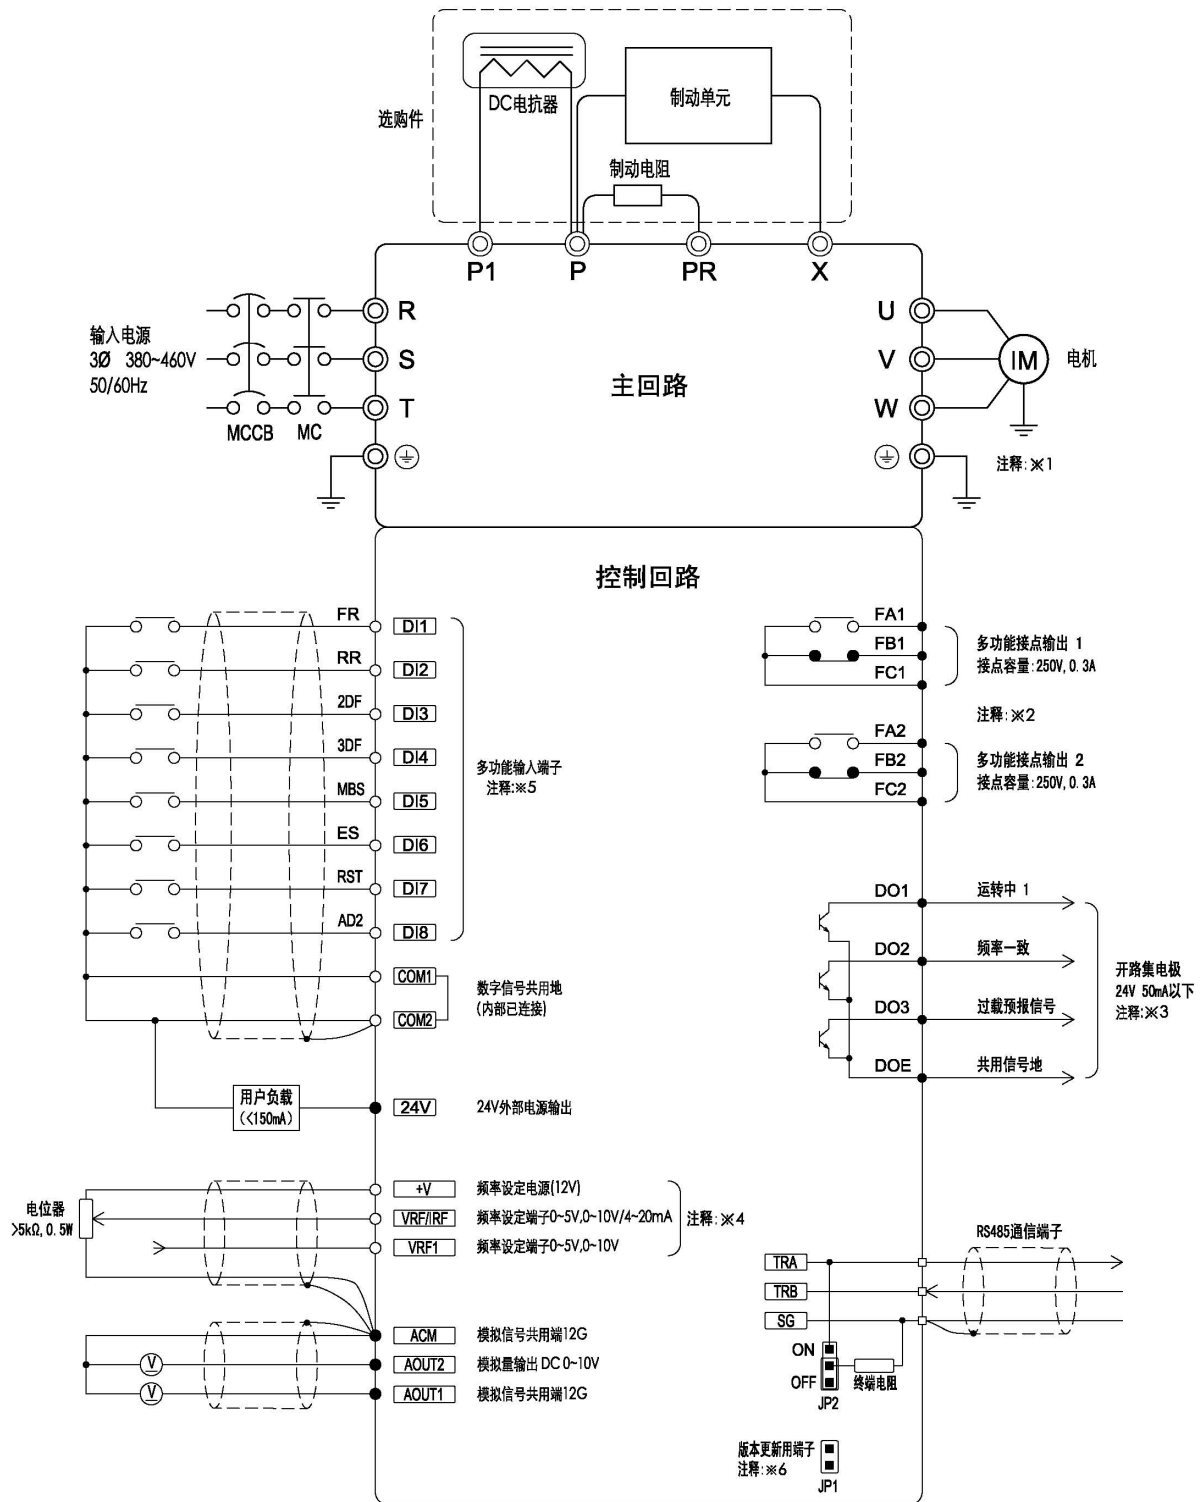 选购件
DC电抗器
制动单元
制动电阻
P1
P
PR
X
输入电源
3Ø 380~460V
50/60Hz
MCCB
MC
R
S
T
主回路
U
V
W
IM
电机
注释:※1
控制回路
FR
DI1
RR
DI2
2DF
DI3
3DF
DI4
MBS
DI5
ES
DI6
RST
DI7
AD2
DI8
多功能输入端子
注释:※5
COM1
COM2
数字信号共用地
(内部已连接)
用户负载
(<150mA)
24V
24V外部电源输出
电位器
>5kΩ,0.5W
+V
频率设定电源(12V)
VRF/IRF
频率设定端子0~5V,0~10V/4~20mA
VRF1
频率设定端子0~5V,0~10V
注释:※4
ACM
模拟信号共用端12G
V
AOUT2
模拟量输出 DC 0~10V
V
AOUT1
模拟信号共用端12G
FA1
FB1
FC1
多功能接点输出 1
接点容量:250V,0.3A
注释:※2
FA2
FB2
FC2
多功能接点输出 2
接点容量:250V,0.3A
DO1
运转中 1
DO2
频率一致
DO3
过载预报信号
DOE
共用信号地
开路集电极
24V 50mA以下
注释:※3
RS485通信端子
TRA
TRB
SG
ON
OFF
JP2
终端电阻
版本更新用端子
注释:※6
JP1